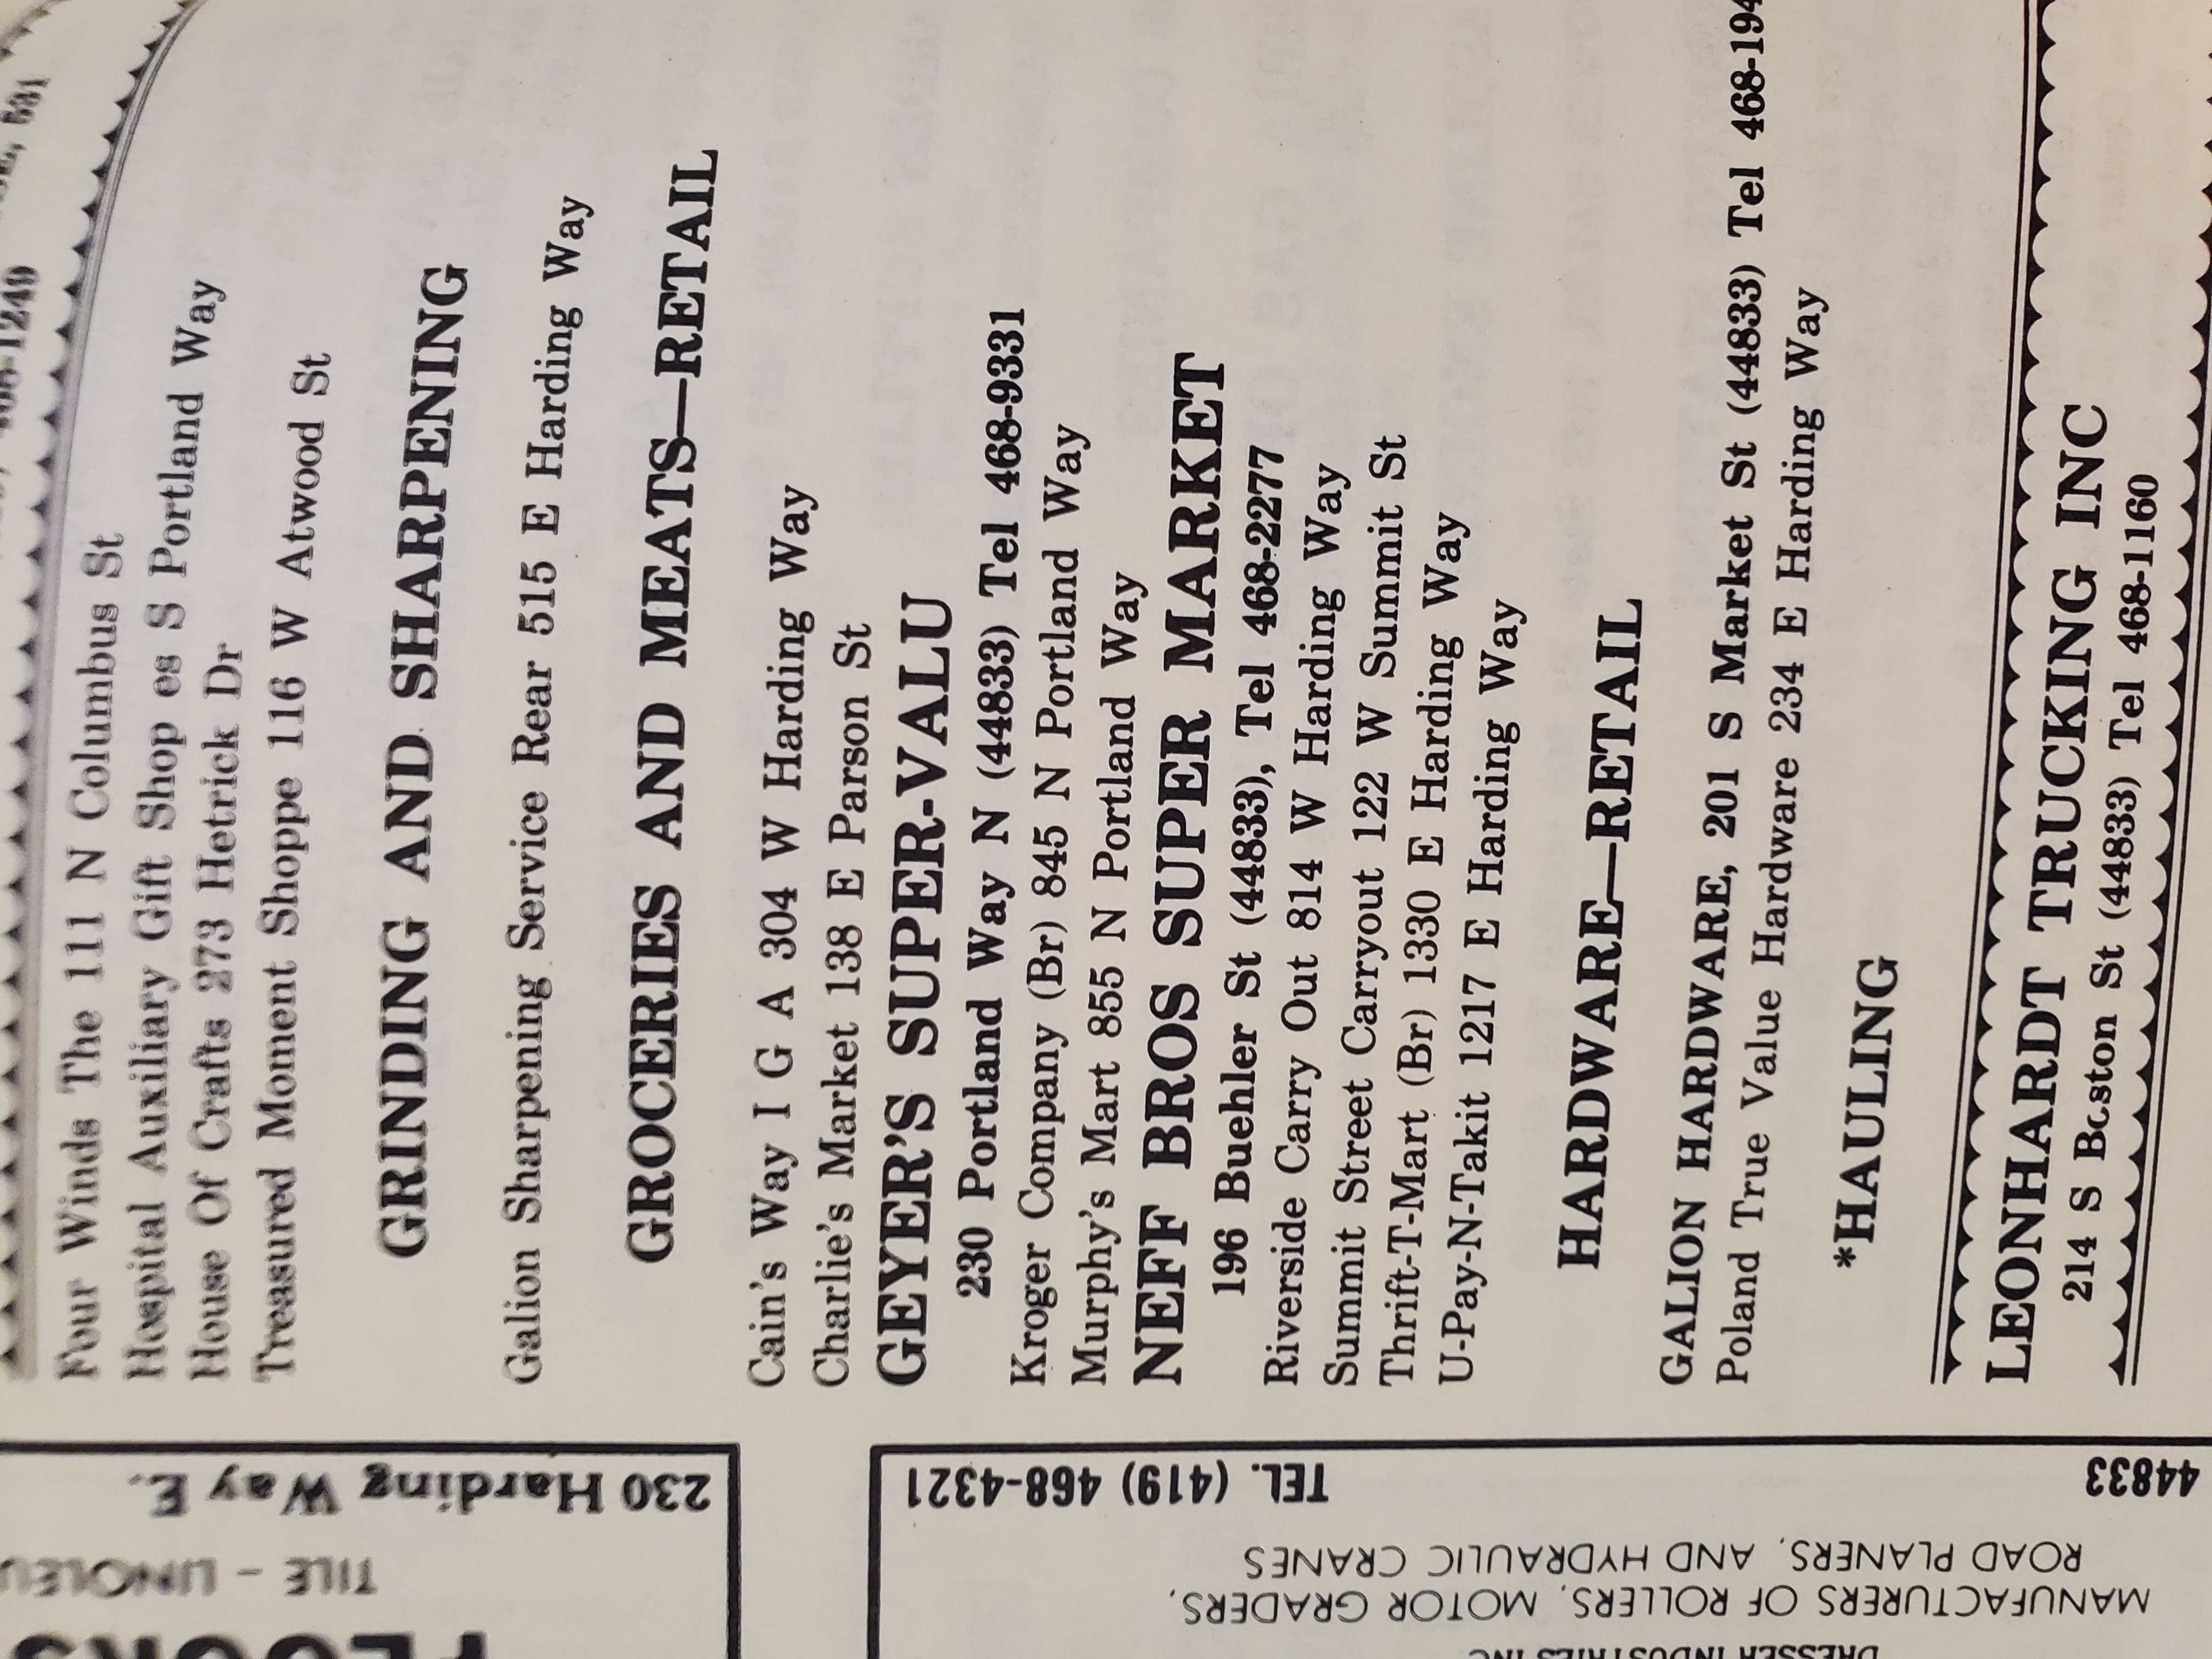 468-1249
Four Winds The 111 N Columbus St
Hospital Auxiliary Gift Shop es S Portland Way
House Of Crafts 273 Hetrick Dr
Treasured Moment Shoppe 116 W Atwood St
GRINDING AND SHARPENING
Galion Sharpening Service Rear 515 E Harding Way
GROCERIES AND MEATS—RETAIL
Cain's Way I G A 304 W Harding Way
Charlie's Market 138 E Parson St
GEYER'S SUPER-VALU
230 Portland Way N (44833) Tel 468-9331
Kroger Company (Br) 845 N Portland Way
Murphy's Mart 855 N Portland Way
NEFF BROS SUPER MARKET
196 Buehler St (44833), Tel 468-2277
Riverside Carry Out 814 W Harding Way
Summit Street Carryout 122 W Summit St
Thrift-T-Mart (Br) 1330 E Harding Way
U-Pay-N-Takit 1217 E Harding Way
HARDWARE—RETAIL
GALION HARDWARE, 201 S Market St (44833) Tel 468-194
Poland True Value Hardware 234 E Harding Way
*HAULING
LEONHARDT TRUCKING INC
214 S Boston St (44833) Tel 468-1160
230 Harding Way E.
TILE - LINOLEU
DRESSER INDUSTRIES INC
MANUFACTURERS OF ROLLERS, MOTOR GRADERS,
ROAD PLANERS, AND HYDRAULIC CRANES
44833
TEL. (419) 468-4321